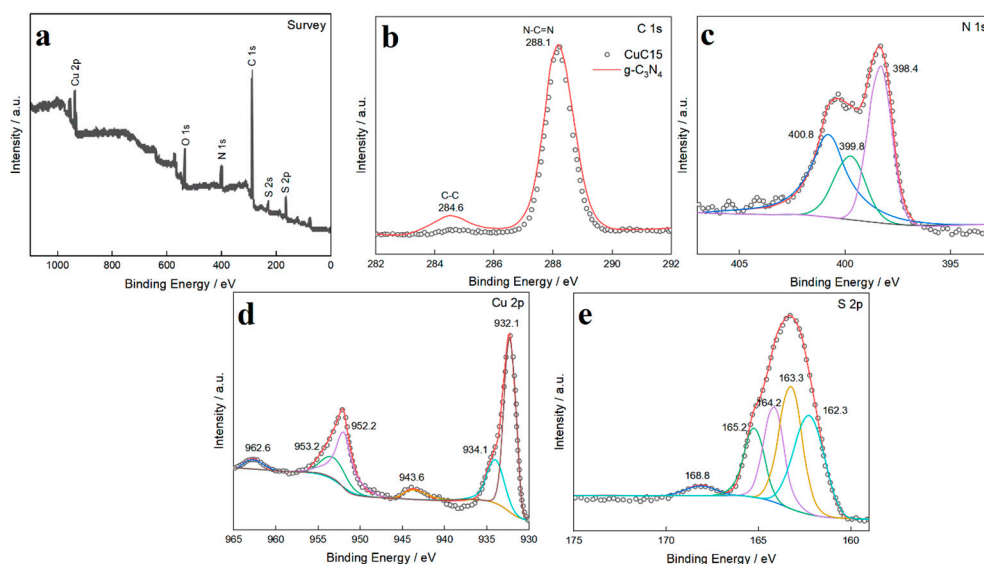 a
Survey
Cu 2p
O 1s
N 1s
C 1s
S 2s
S 2p
Intensity / a.u.
1000
800
600
400
200
0
Binding Energy / eV
b
C 1s
N-C=N
288.1
CuC15
g-C₃N₄
C-C
284.6
Intensity / a.u.
282
284
286
288
290
292
Binding Energy / eV
c
N 1s
398.4
400.8
399.8
Intensity / a.u.
405
400
395
Binding Energy / eV
d
Cu 2p
932.1
962.6
953.2
952.2
943.6
934.1
Intensity / a.u.
965
960
955
950
945
940
935
930
Binding Energy / eV
e
S 2p
168.8
165.2
164.2
163.3
162.3
Intensity / a.u.
175
170
165
160
Binding Energy / eV